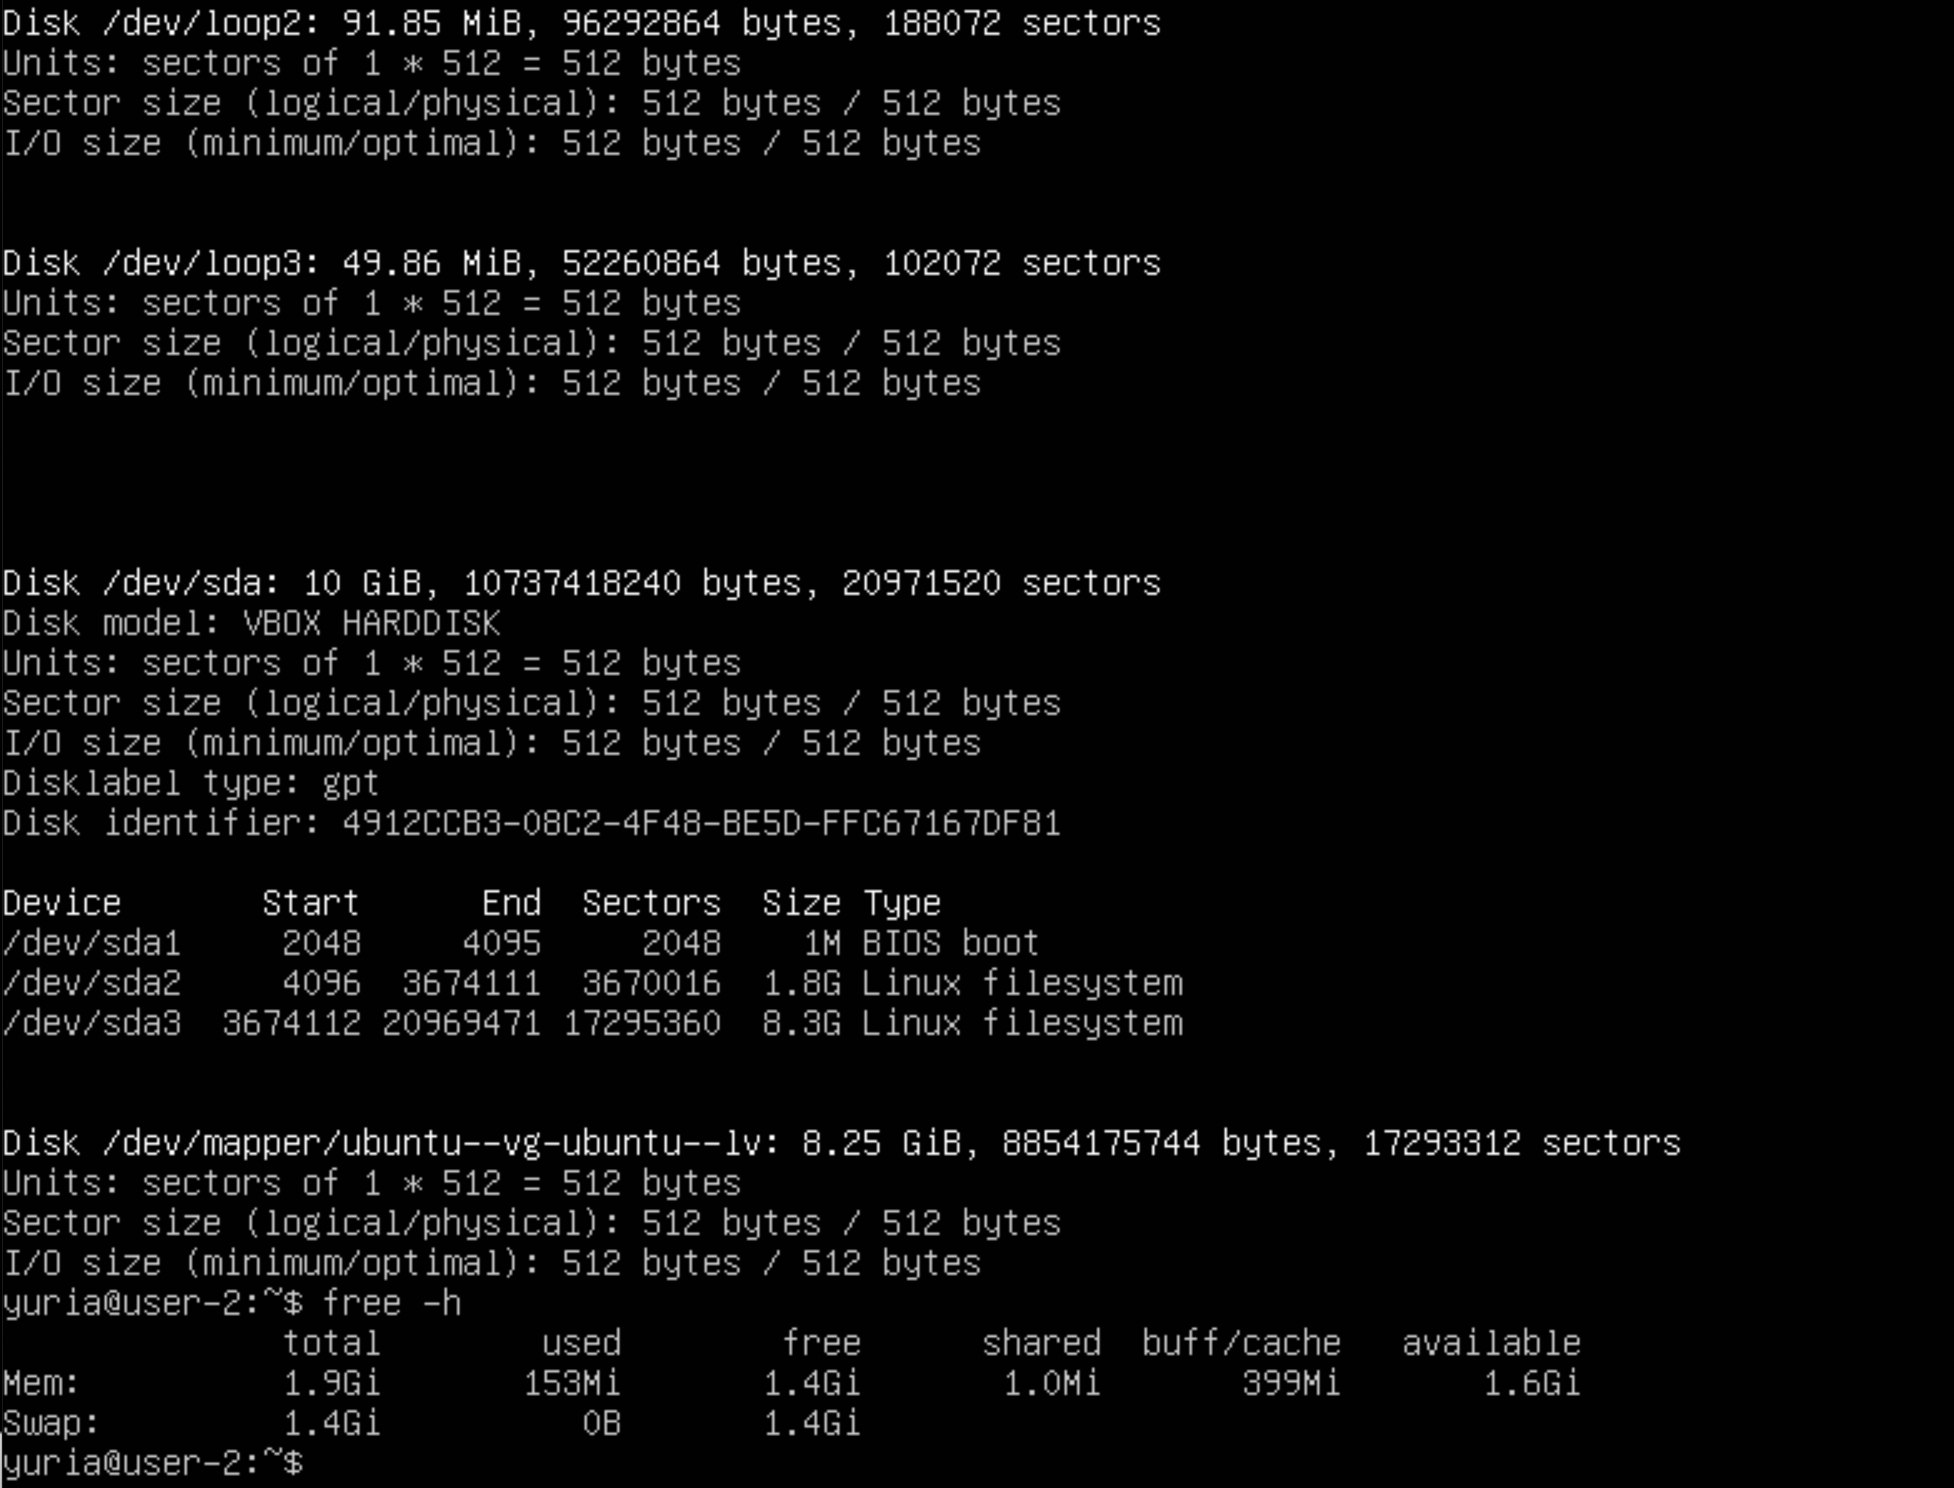 Disk /dev/loop2: 91.85 MiB, 96292864 bytes, 188072 sectors
Units: sectors of 1 * 512 = 512 bytes
Sector size (logical/physical): 512 bytes / 512 bytes
I/O size (minimum/optimal): 512 bytes / 512 bytes
Disk /dev/loop3: 49.86 MiB, 52260864 bytes, 102072 sectors
Units: sectors of 1 * 512 = 512 bytes
Sector size (logical/physical): 512 bytes / 512 bytes
I/O size (minimum/optimal): 512 bytes / 512 bytes
Disk /dev/sda: 10 GiB, 10737418240 bytes, 20971520 sectors
Disk model: VBOX HARDDISK
Units: sectors of 1 * 512 = 512 bytes
Sector size (logical/physical): 512 bytes / 512 bytes
I/O size (minimum/optimal): 512 bytes / 512 bytes
Disklabel type: gpt
Disk identifier: 4912CCB3-08C2-4F48-BE5D-FFC67167DF81
Device       Start      End  Sectors  Size Type
/dev/sda1     2048     4095     2048    1M BIOS boot
/dev/sda2     4096  3674111  3670016  1.8G Linux filesystem
/dev/sda3  3674112 20969471 17295360  8.3G Linux filesystem
Disk /dev/mapper/ubuntu--vg-ubuntu--lv: 8.25 GiB, 8854175744 bytes, 17293312 sectors
Units: sectors of 1 * 512 = 512 bytes
Sector size (logical/physical): 512 bytes / 512 bytes
I/O size (minimum/optimal): 512 bytes / 512 bytes
yuria@user-2:~$ free -h
              total        used        free      shared  buff/cache   available
Mem:          1.9Gi       153Mi       1.4Gi       1.0Mi       399Mi       1.6Gi
Swap:         1.4Gi          0B       1.4Gi
yuria@user-2:~$